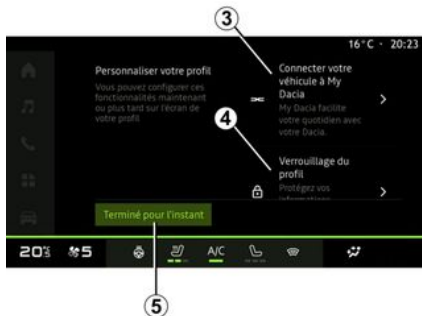 3
16°C · 20:23
Personnaliser votre profil
Vous pouvez configurer ces
fonctionnalités maintenant
ou plus tard sur l'écran de
votre profil
Connecter votre
véhicule à My
Dacia
My Dacia facilite
votre quotidien avec
votre Dacia.
4
Verrouillage du
profil
Protégez vos
informations
Terminé pour l'instant
20°5
5
A/C
5